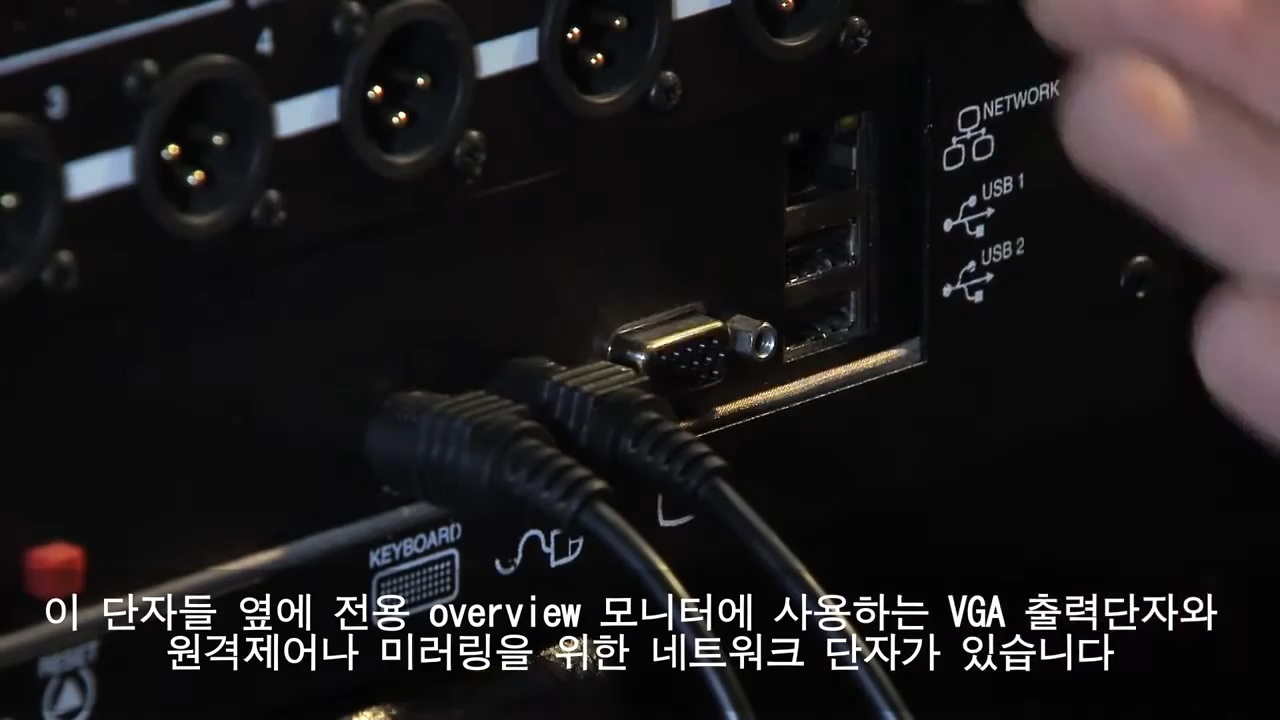 4
3
NETWORK
USB 1
USB 2
KEYBOARD
RESET
이 단자들 옆에 전용 overview 모니터에 사용하는 VGA 출력단자와
원격제어나 미러링을 위한 네트워크 단자가 있습니다